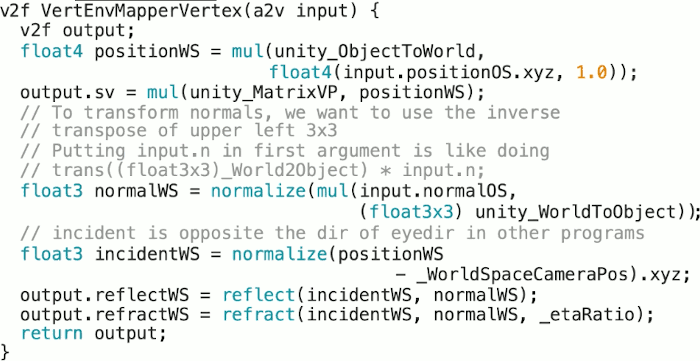 v2f VertEnvMapperVertex(a2v input) {
  v2f output;
  float4 positionWS = mul(unity_ObjectToWorld,
                          float4(input.positionOS.xyz, 1.0));
  output.sv = mul(unity_MatrixVP, positionWS);
  // To transform normals, we want to use the inverse
  // transpose of upper left 3x3
  // Putting input.n in first argument is like doing
  // trans((float3x3)_World2Object) * input.n;
  float3 normalWS = normalize(mul(input.normalOS,
                                  (float3x3) unity_WorldToObject));
  // incident is opposite the dir of eyedir in other programs
  float3 incidentWS = normalize(positionWS
                                      - _WorldSpaceCameraPos).xyz;
  output.reflectWS = reflect(incidentWS, normalWS);
  output.refractWS = refract(incidentWS, normalWS, _etaRatio);
  return output;
}